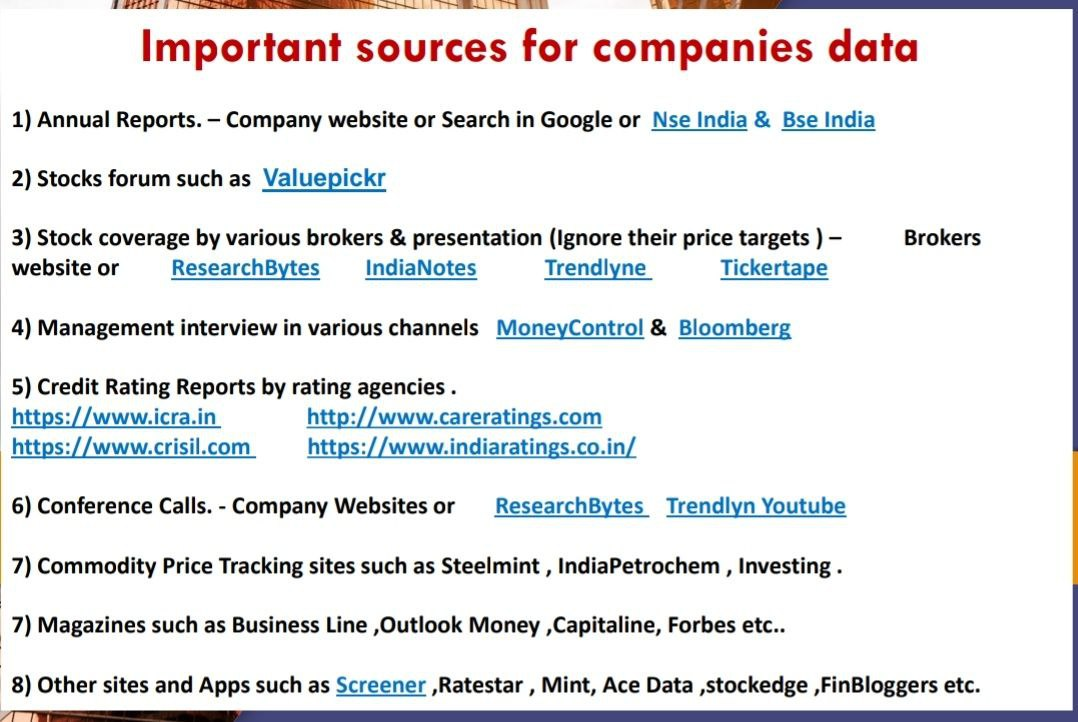 Important sources for companies data
1) Annual Reports. – Company website or Search in Google or Nse India & Bse India
2) Stocks forum such as Valuepickr
3) Stock coverage by various brokers & presentation (Ignore their price targets ) – Brokers
website or ResearchBytes IndiaNotes Trendlyne Tickertape
4) Management interview in various channels MoneyControl & Bloomberg
5) Credit Rating Reports by rating agencies .
https://www.icra.in http://www.careratings.com
https://www.crisil.com https://www.indiaratings.co.in/
6) Conference Calls. - Company Websites or ResearchBytes Trendlyn Youtube
7) Commodity Price Tracking sites such as Steelmint , IndiaPetrochem , Investing .
7) Magazines such as Business Line ,Outlook Money ,Capitaline, Forbes etc..
8) Other sites and Apps such as Screener ,Ratestar , Mint, Ace Data ,stockedge ,FinBloggers etc.